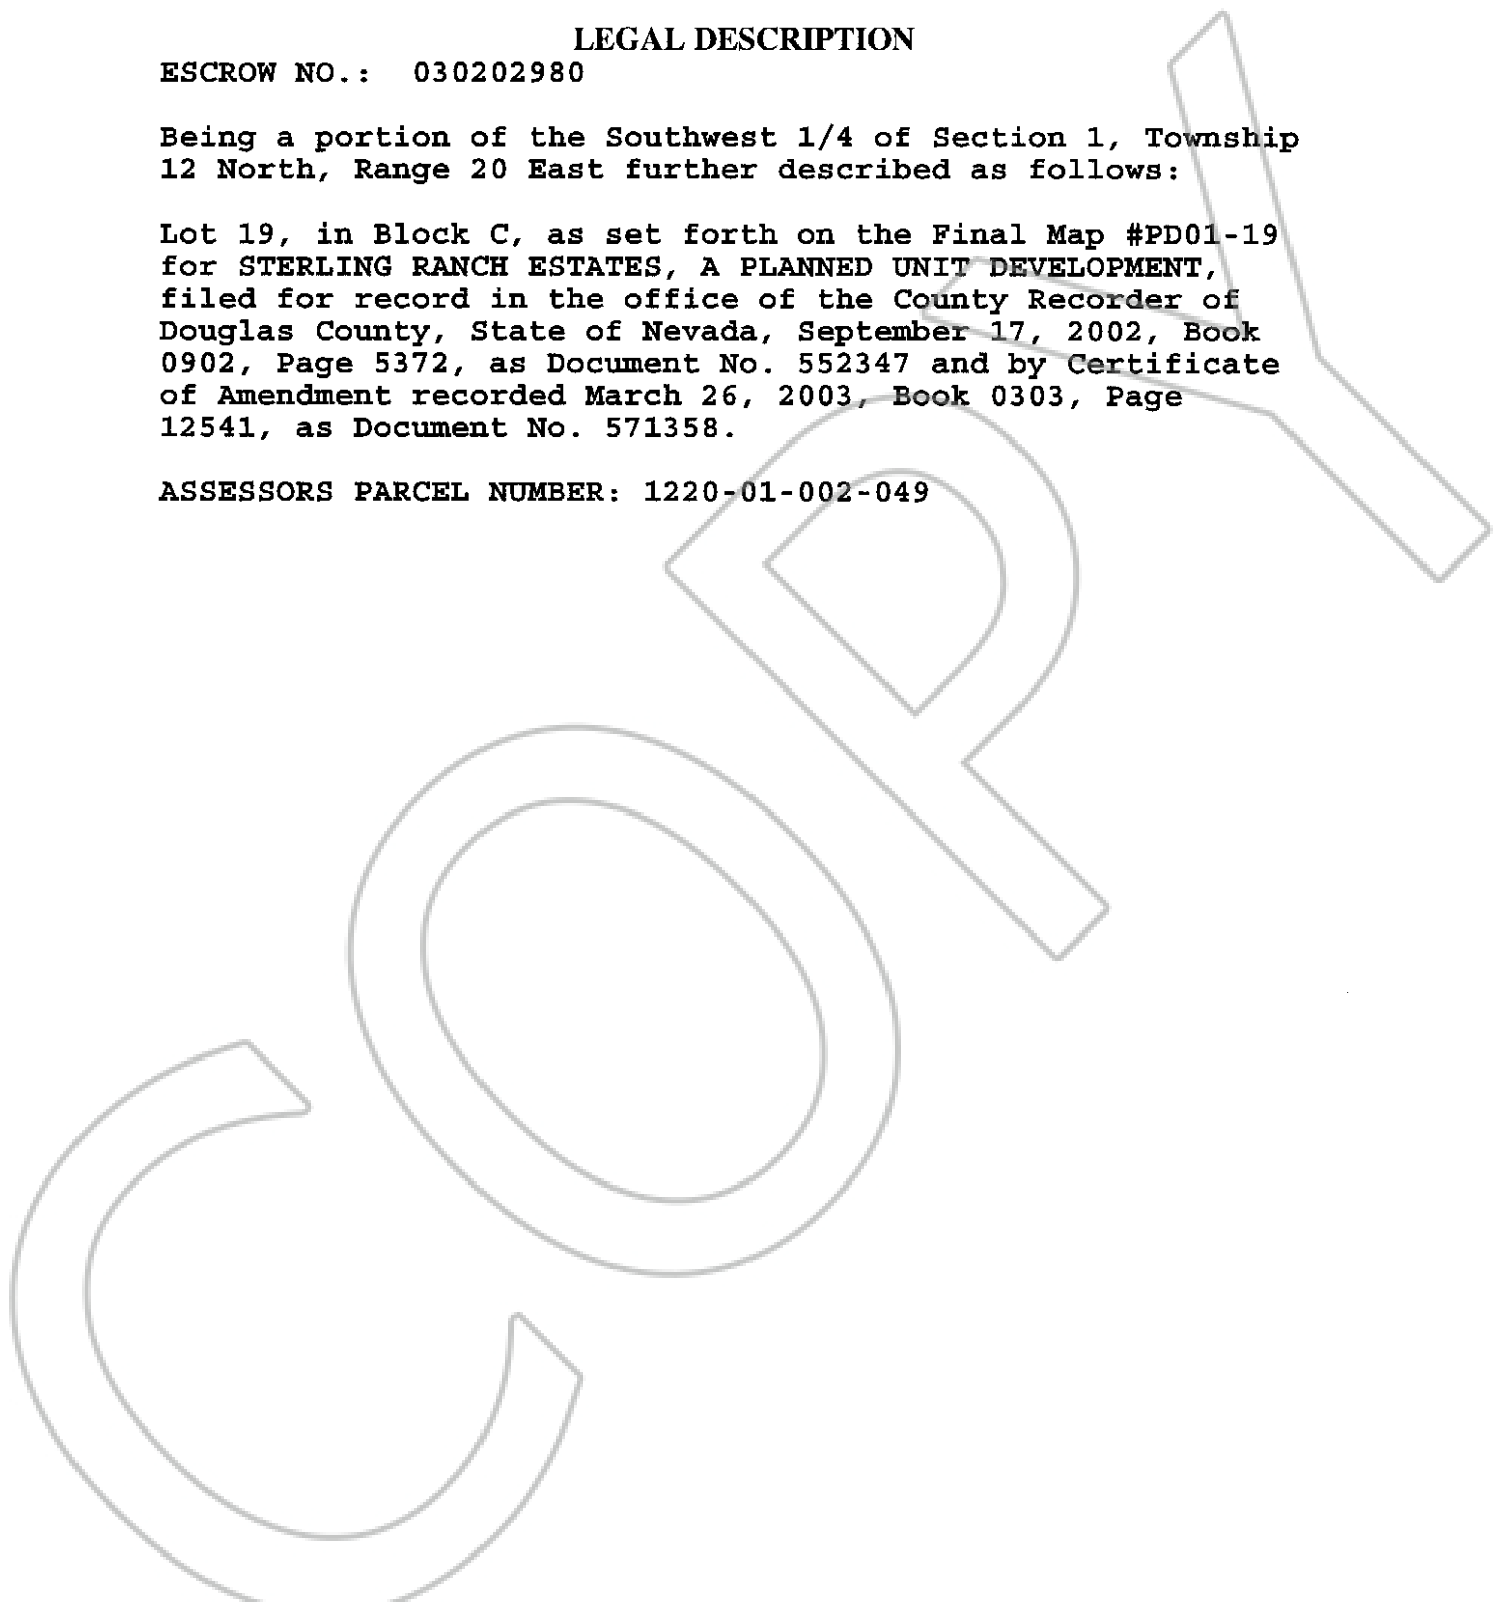 LEGAL DESCRIPTION
ESCROW NO.: 030202980
Being a portion of the Southwest 1/4 of Section 1, Township
12 North, Range 20 East further described as follows:
Lot 19, in Block C, as set forth on the Final Map #PD01-19
for STERLING RANCH ESTATES, A PLANNED UNIT DEVELOPMENT,
filed for record in the office of the County Recorder of
Douglas County, State of Nevada, September 17, 2002, Book
0902, Page 5372, as Document No. 552347 and by Certificate
of Amendment recorded March 26, 2003, Book 0303, Page
12541, as Document No. 571358.
ASSESSORS PARCEL NUMBER: 1220-01-002-049
COPY